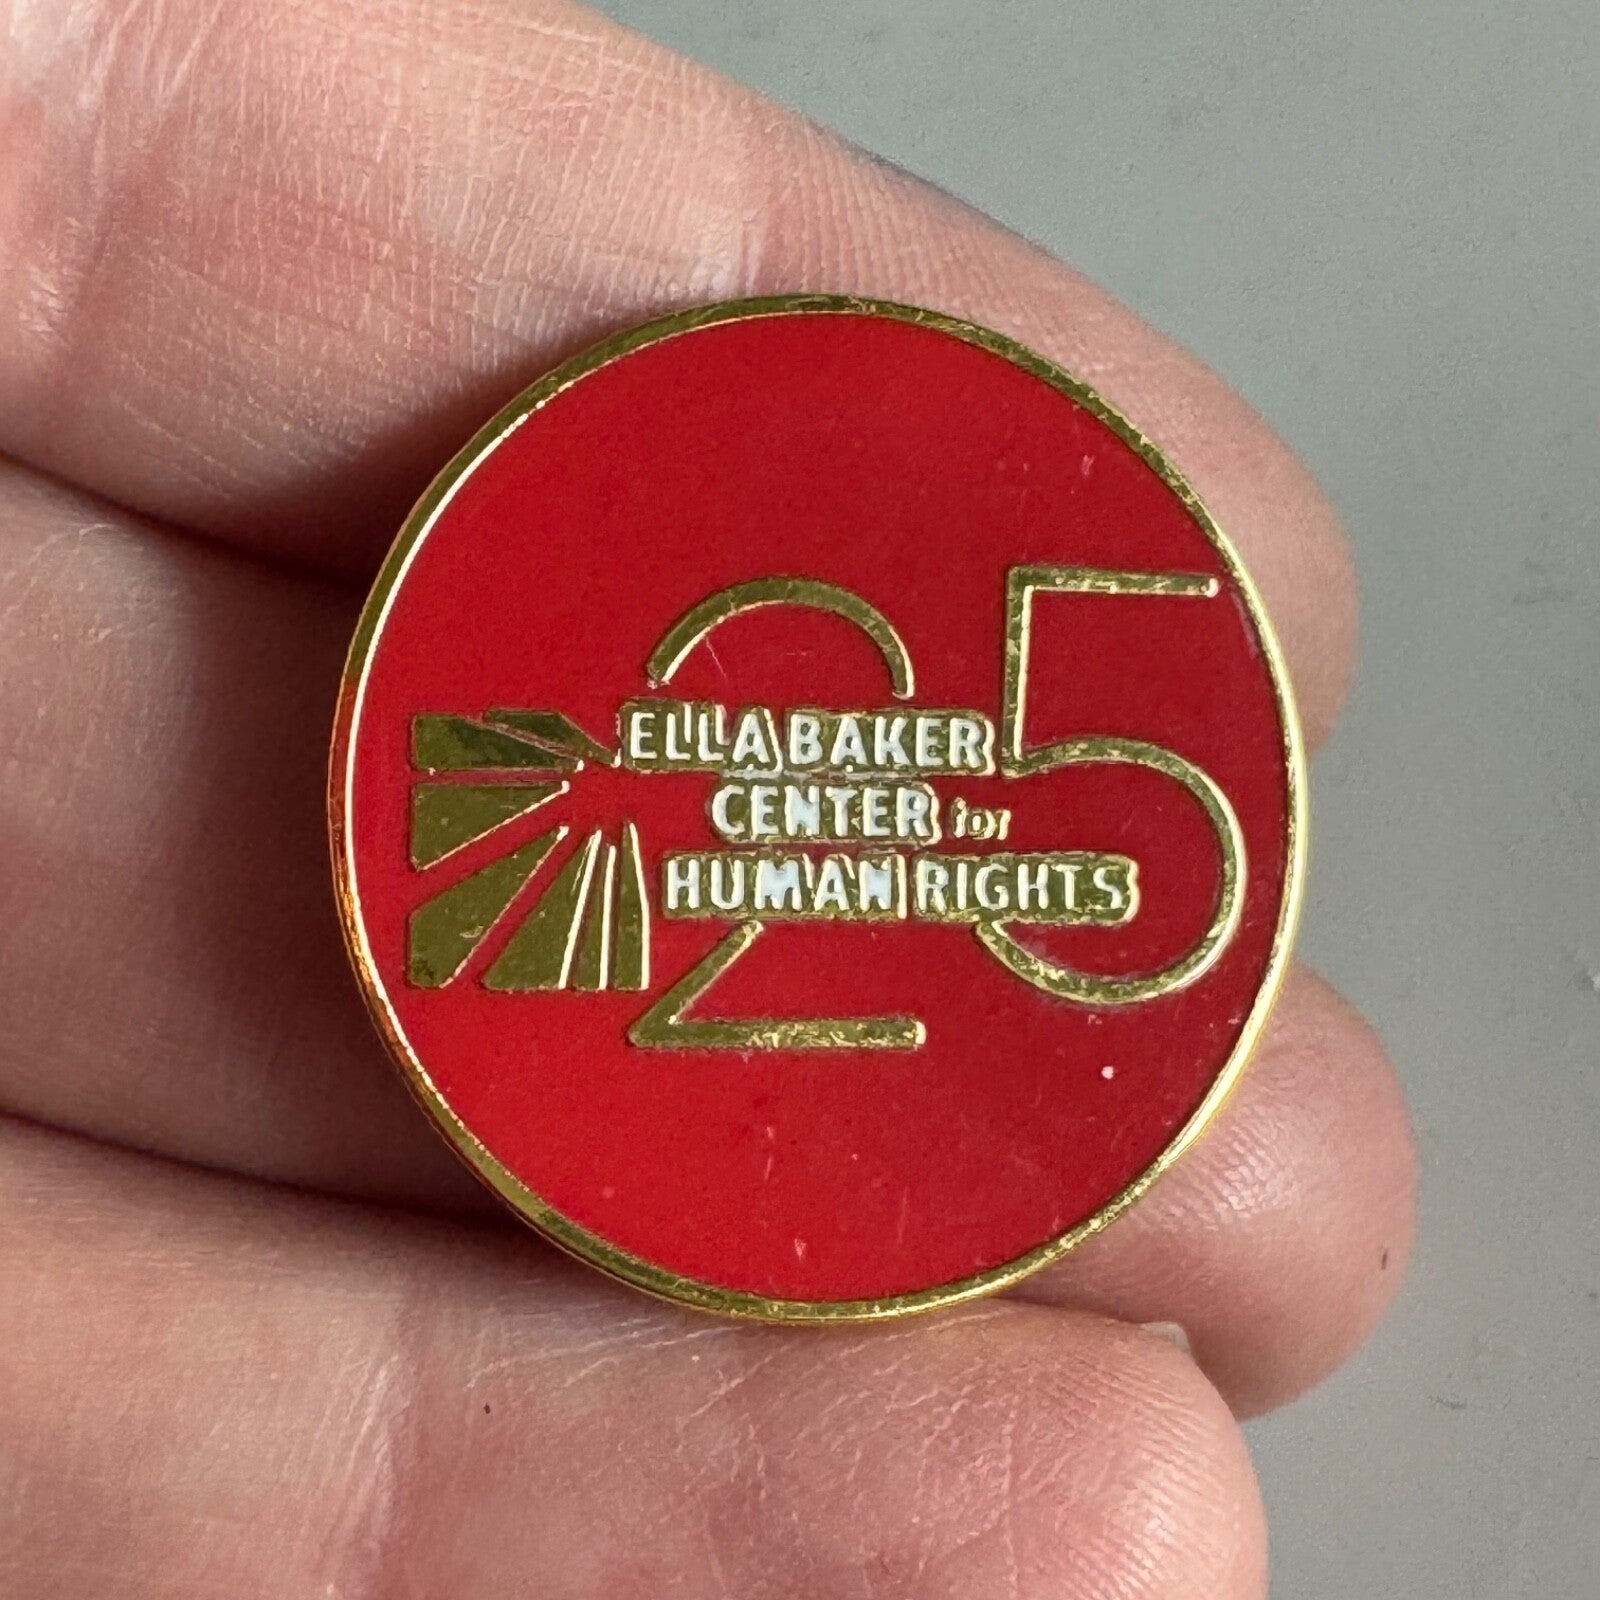 25
ELLA BAKER
CENTER for
HUMAN RIGHTS